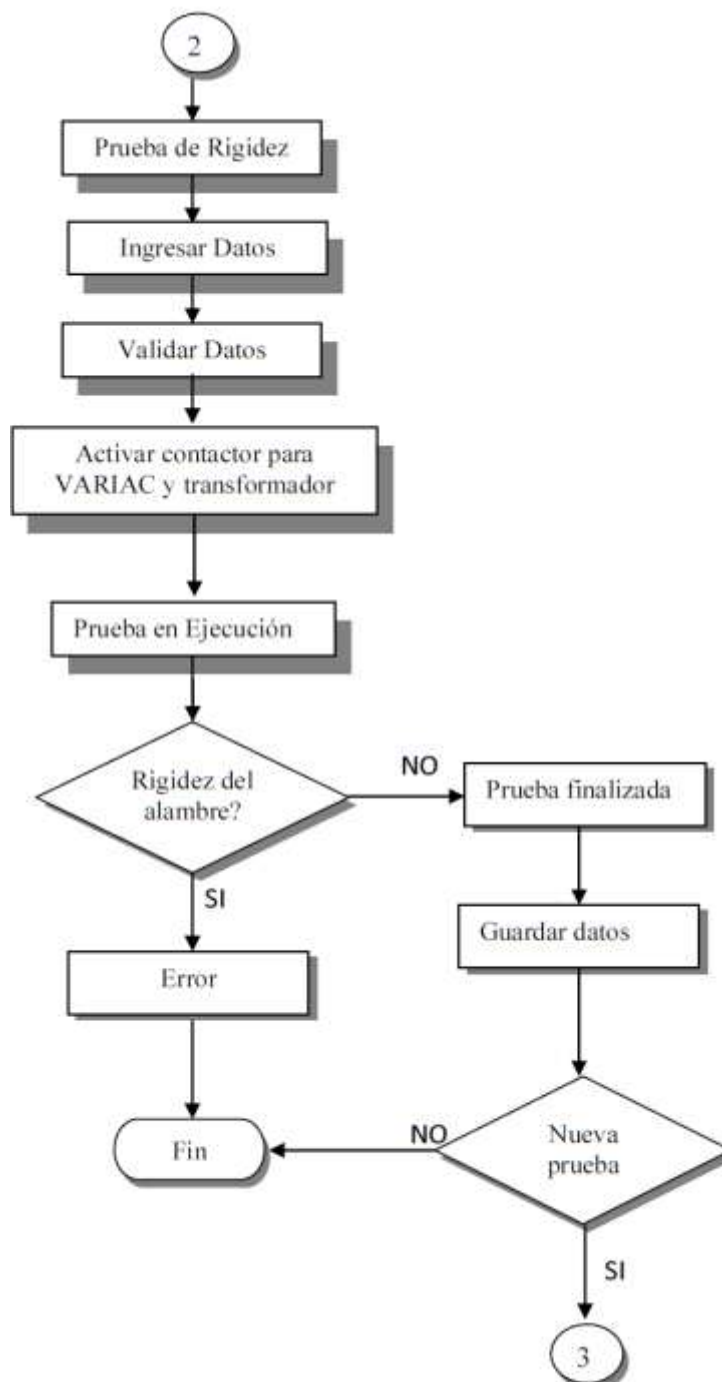 2
Prueba de Rigidez
Ingresar Datos
Validar Datos
Activar contactor para
VARIAC y transformador
Prueba en Ejecución
Rigidez del
alambre?
NO
Prueba finalizada
SI
Guardar datos
Error
Nueva
prueba
NO
Fin
SI
3